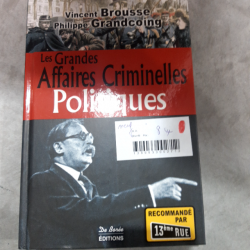 Vincent Brousse
Philippe Grandcoing
Les Grandes
Affaires Criminelles
Politiques
De Borée
ÉDITIONS
RECOMMANDÉ
PAR
13ème
RUE